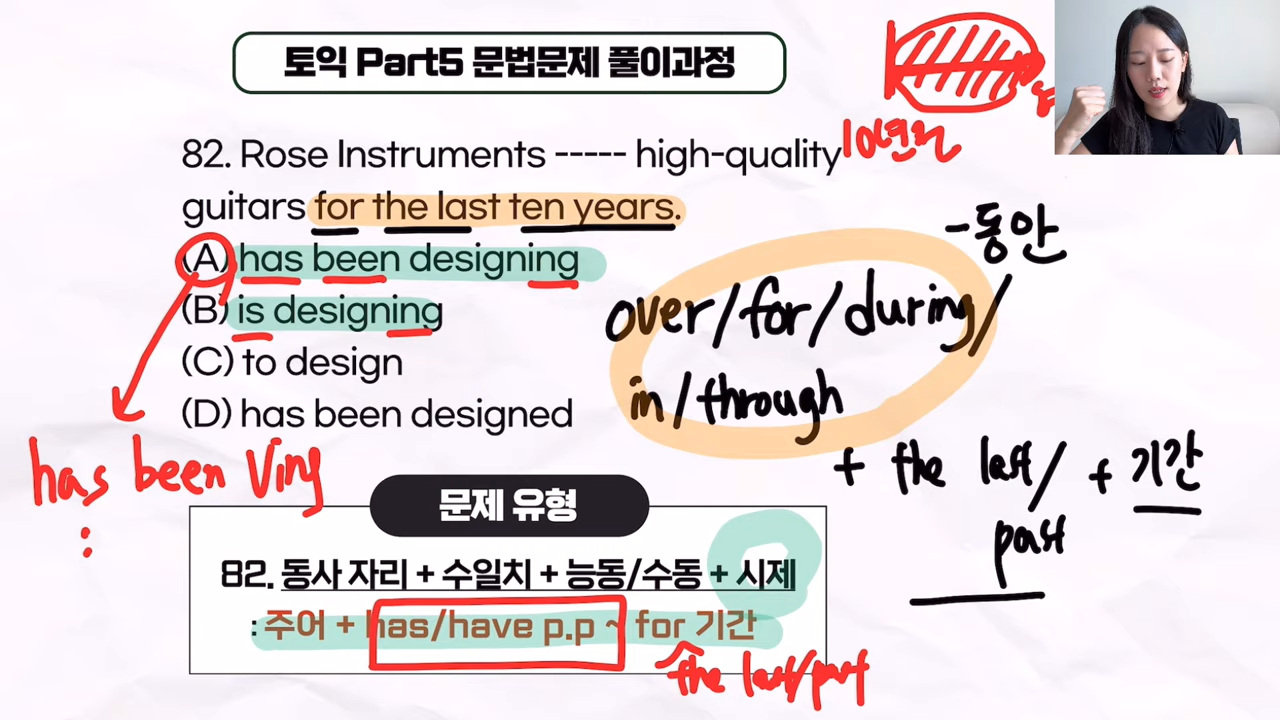 토익 Part5 문법문제 풀이과정
82. Rose Instruments ----- high-quality
guitars for the last ten years.
(A) has been designing
(B) is designing
(C) to design
(D) has been designed
10년전
-동안
over/for/during/
in/through
+ the last/ + 기간
past
has been Ving
:
문제 유형
82. 동사 자리 + 수일치 + 능동/수동 + 시제
: 주어 + has/have p.p ~ for 기간
the last/past